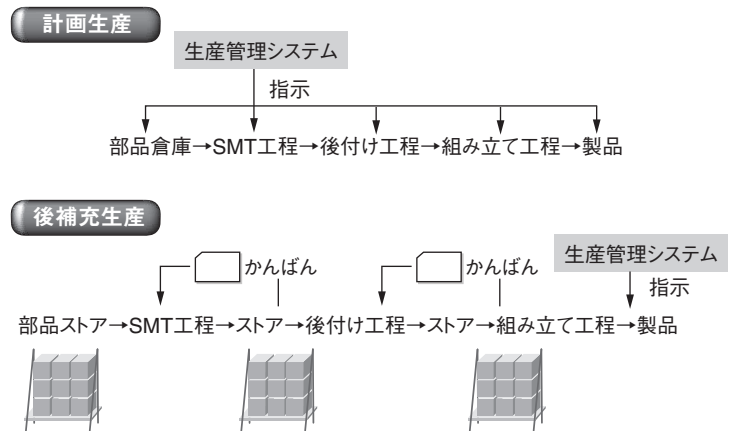 計画生産
生産管理システム
指示
部品倉庫→SMT工程→後付け工程→組み立て工程→製品
後補充生産
生産管理システム
かんばん
かんばん
指示
部品ストア→SMT工程→ストア→後付け工程→ストア→組み立て工程→製品